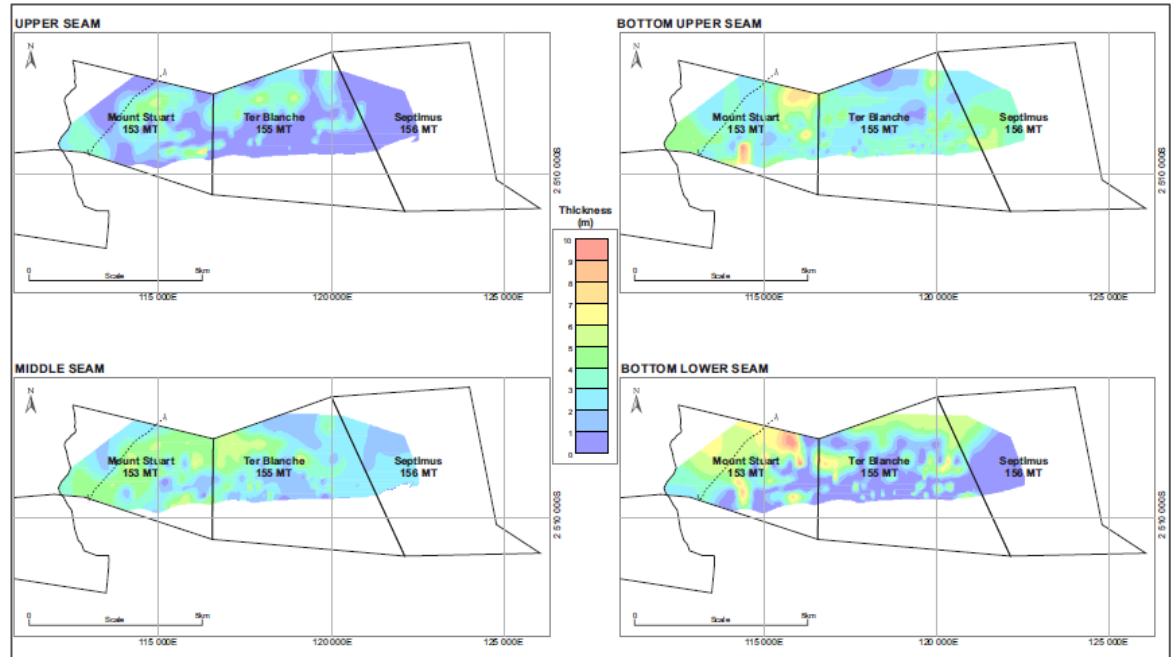 UPPER SEAM
N
Mount Stuart
153 MT
Ter Blanche
155 MT
Septimus
156 MT
2 510 000S
0 Scale 5km
115 000E 120 000E 125 000E
BOTTOM UPPER SEAM
N
Mount Stuart
153 MT
Ter Blanche
155 MT
Septimus
156 MT
2 510 000S
0 Scale 5km
115 000E 120 000E 125 000E
Thickness
(m)
10
9
8
7
6
5
4
3
2
1
0
MIDDLE SEAM
N
Mount Stuart
153 MT
Ter Blanche
155 MT
Septimus
156 MT
2 510 000S
0 Scale 5km
115 000E 120 000E 125 000E
BOTTOM LOWER SEAM
N
Mount Stuart
153 MT
Ter Blanche
155 MT
Septimus
156 MT
2 510 000S
0 Scale 5km
115 000E 120 000E 125 000E